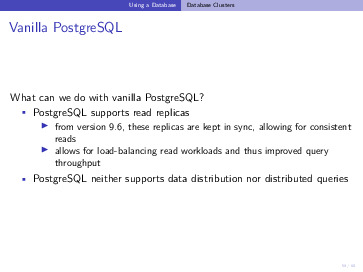 Using a Database Database Clusters
Vanilla PostgreSQL
What can we do with vanilla PostgreSQL?
PostgreSQL supports read replicas
from version 9.6, these replicas are kept in sync, allowing for consistent
reads
allows for load-balancing read workloads and thus improved query
throughput
PostgreSQL neither supports data distribution nor distributed queries